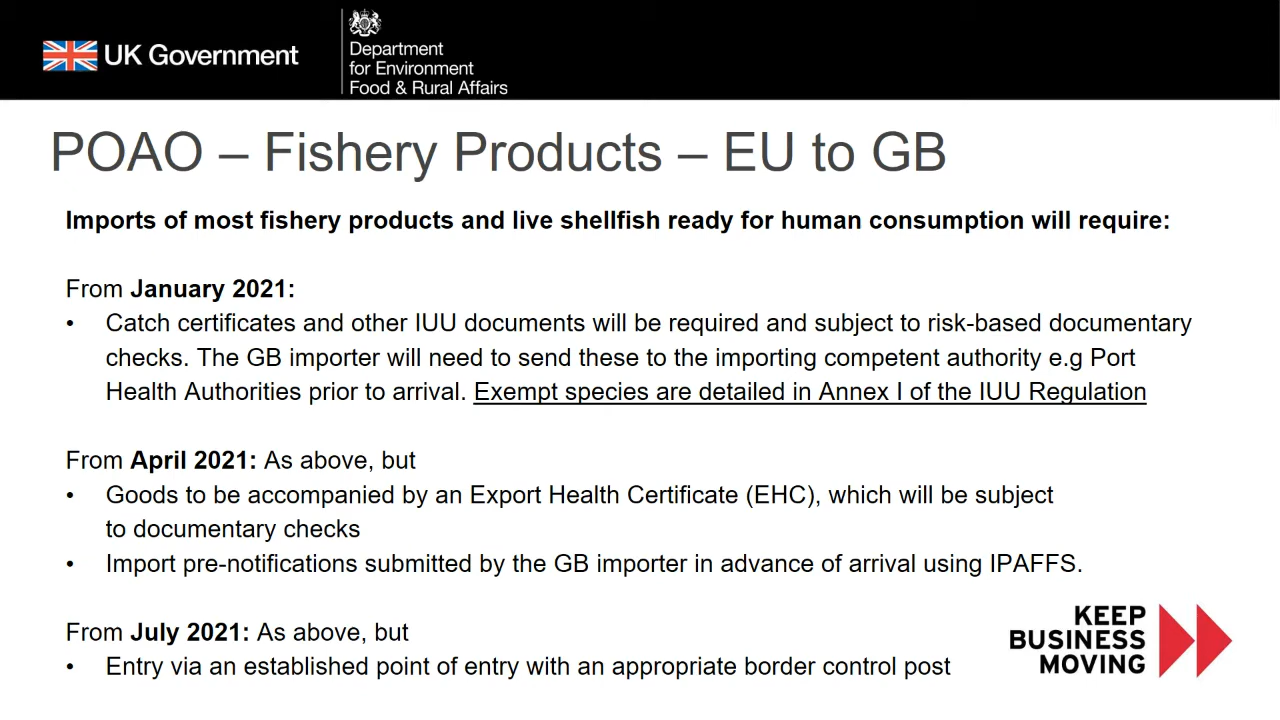 UK Government
Department
for Environment
Food & Rural Affairs
POAO – Fishery Products – EU to GB
Imports of most fishery products and live shellfish ready for human consumption will require:
From January 2021:
• Catch certificates and other IUU documents will be required and subject to risk-based documentary
checks. The GB importer will need to send these to the importing competent authority e.g Port
Health Authorities prior to arrival. Exempt species are detailed in Annex I of the IUU Regulation
From April 2021: As above, but
• Goods to be accompanied by an Export Health Certificate (EHC), which will be subject
to documentary checks
• Import pre-notifications submitted by the GB importer in advance of arrival using IPAFFS.
From July 2021: As above, but
• Entry via an established point of entry with an appropriate border control post
KEEP
BUSINESS
MOVING